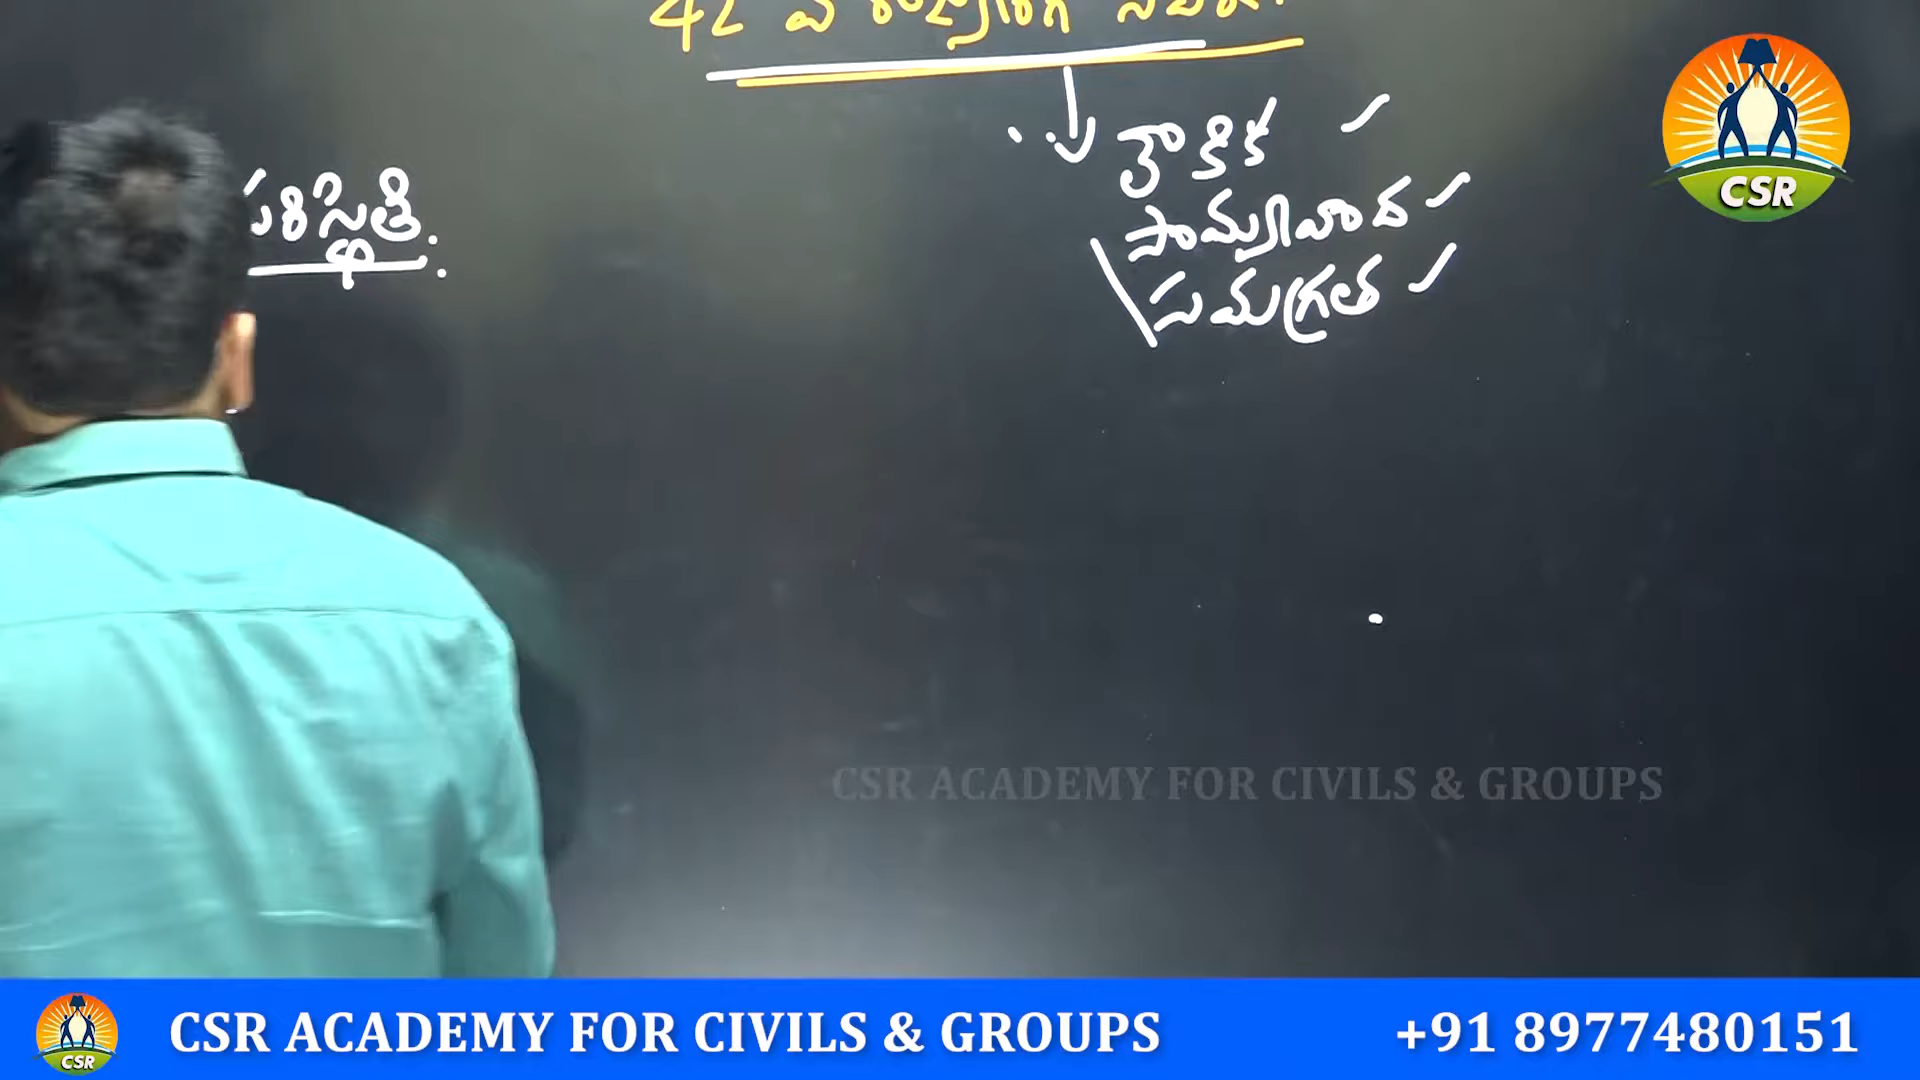 42 వ రాజ్యాంగ సవరణ.
లౌకిక
సామ్యవాద
సమగ్రత
పరిస్థితి.
CSR
CSR ACADEMY FOR CIVILS & GROUPS
CSR
CSR ACADEMY FOR CIVILS & GROUPS
+91 8977480151